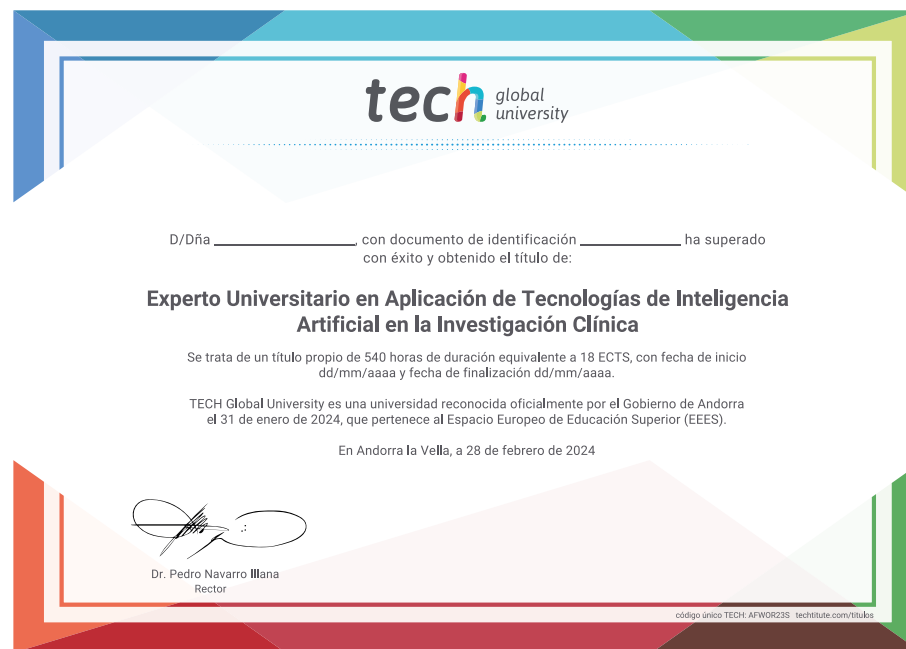 tech global university
D/Dña ____________________, con documento de identificación ______________ ha superado
con éxito y obtenido el título de:
Experto Universitario en Aplicación de Tecnologías de Inteligencia
Artificial en la Investigación Clínica
Se trata de un título propio de 540 horas de duración equivalente a 18 ECTS, con fecha de inicio
dd/mm/aaaa y fecha de finalización dd/mm/aaaa.
TECH Global University es una universidad reconocida oficialmente por el Gobierno de Andorra
el 31 de enero de 2024, que pertenece al Espacio Europeo de Educación Superior (EEES).
En Andorra la Vella, a 28 de febrero de 2024
Dr. Pedro Navarro Illana
Rector
código único TECH: AFWOR23S techtitute.com/titulos